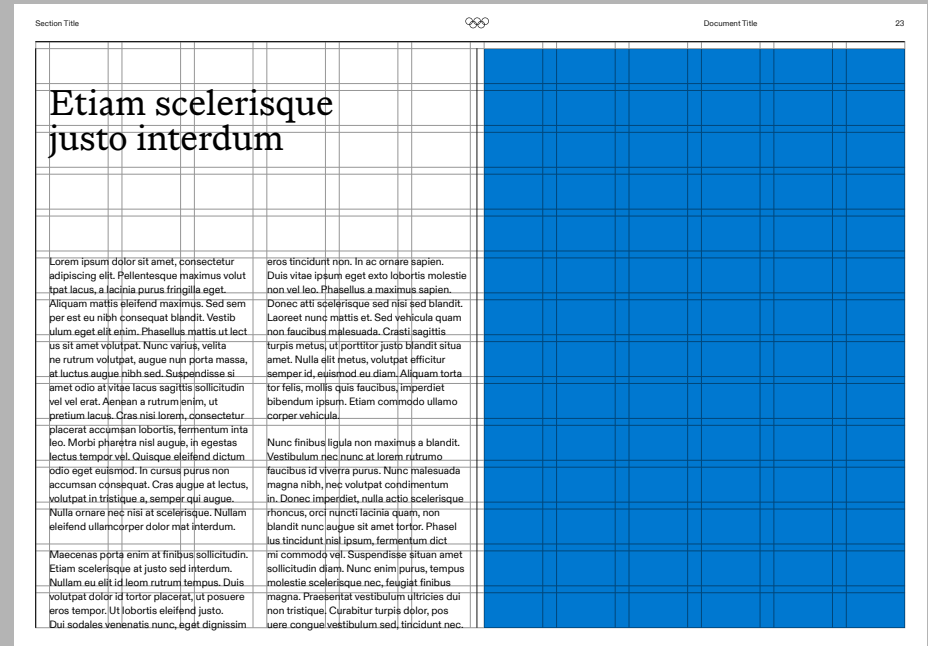 Section Title
Document Title
23
Etiam scelerisque
justo interdum
Lorem ipsum dolor sit amet, consectetur
adipiscing elit. Pellentesque maximus volut
tpat lacus, a lacinia purus fringilla eget.
Aliquam mattis eleifend maximus. Sed sem
per est eu nibh consequat blandit. Vestib
ulum eget elit enim. Phasellus mattis ut lect
us sit amet volutpat. Nunc varius, velita
ne rutrum volutpat, augue nun porta massa,
at luctus augue nibh sed. Suspendisse si
amet odio at vitae lacus sagittis sollicitudin
vel vel erat. Aenean a rutrum enim, ut
pretium lacus. Cras nisi lorem, consectetur
placerat accumsan lobortis, fermentum inta
leo. Morbi pharetra nisl augue, in egestas
lectus tempor vel. Quisque eleifend dictum
odio eget euismod. In cursus purus non
accumsan consequat. Cras augue at lectus,
volutpat in tristique a, semper qui augue.
Nulla ornare nec nisi at scelerisque. Nullam
eleifend ullamcorper dolor mat interdum.
Maecenas porta enim at finibus sollicitudin.
Etiam scelerisque at justo sed interdum.
Nullam eu elit id leom rutrum tempus. Duis
volutpat dolor id tortor placerat, ut posuere
eros tempor. Ut lobortis eleifend justo.
Dui sodales venenatis nunc, eget dignissim
eros tincidunt non. In ac ornare sapien.
Duis vitae ipsum eget exto lobortis molestie
non vel leo. Phasellus a maximus sapien.
Donec atti scelerisque sed nisi sed blandit.
Laoreet nunc mattis et. Sed vehicula quam
non faucibus malesuada. Crasti sagittis
turpis metus, ut porttitor justo blandit situa
amet. Nulla elit metus, volutpat efficitur
semper id, euismod eu diam. Aliquam torta
tor felis, mollis quis faucibus, imperdiet
bibendum ipsum. Etiam commodo ullamo
corper vehicula.
Nunc finibus ligula non maximus a blandit.
Vestibulum nec nunc at lorem rutrumo
faucibus id viverra purus. Nunc malesuada
magna nibh, nec volutpat condimentum
in. Donec imperdiet, nulla actio scelerisque
rhoncus, orci nuncti lacinia quam, non
blandit nunc augue sit amet tortor. Phasel
lus tincidunt nisl ipsum, fermentum dict
mi commodo vel. Suspendisse situan amet
sollicitudin diam. Nunc enim purus, tempus
molestie scelerisque nec, feugiat finibus
magna. Praesentat vestibulum ultricies dui
non tristique. Curabitur turpis dolor, pos
uere congue vestibulum sed, tincidunt nec.